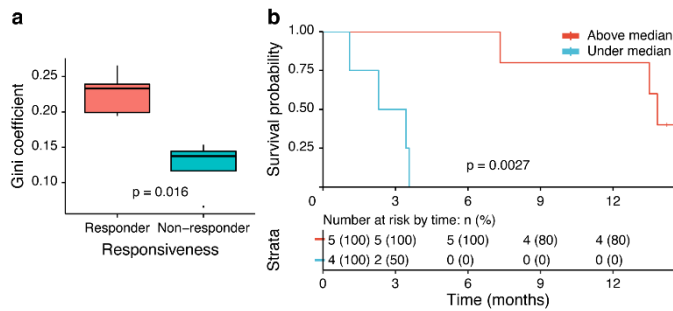 a
Gini coefficient
0.25
0.20
0.15
0.10
p = 0.016
Responder Non-responder
Responsiveness
b
Above median
Under median
Survival probability
1.00
0.75
0.50
0.25
p = 0.0027
0 3 6 9 12
Number at risk by time: n (%)
Strata
5 (100) 5 (100) 5 (100) 4 (80) 4 (80)
4 (100) 2 (50) 0 (0) 0 (0) 0 (0)
0 3 6 9 12
Time (months)